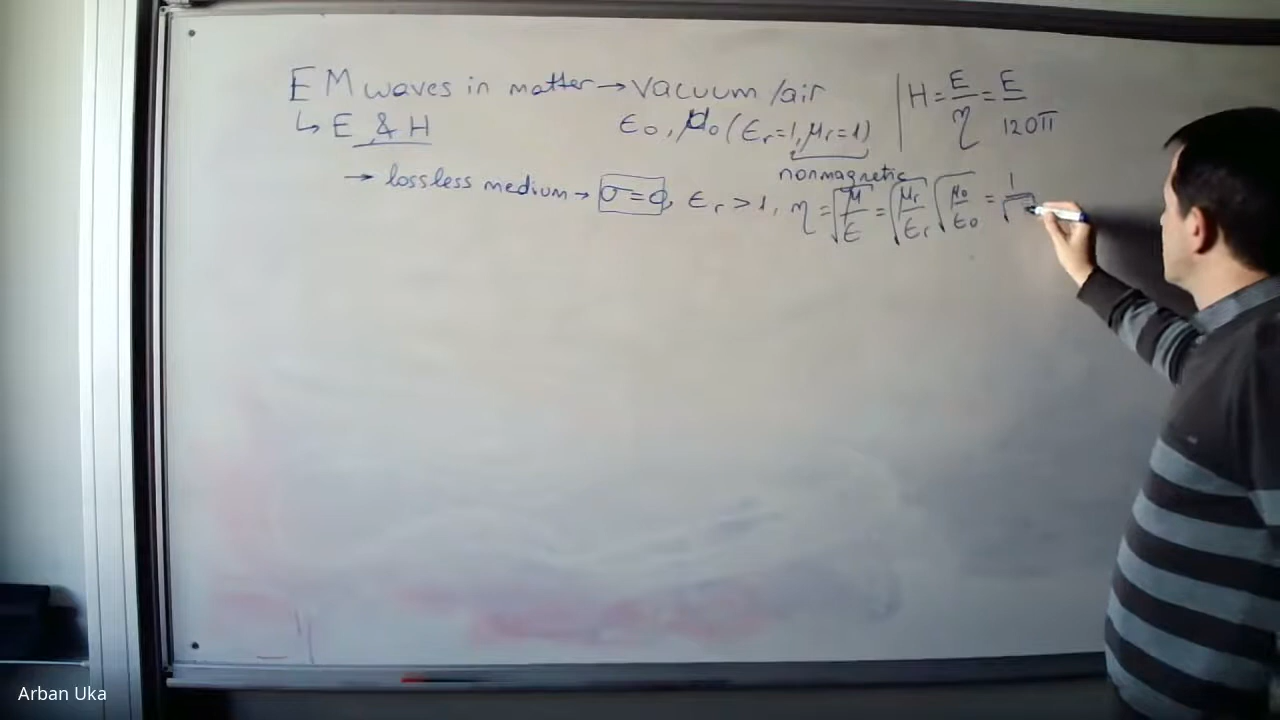 EM waves in matter → vacuum/air
↳ E & H
ϵ₀, μ₀ (ϵᵣ=1, μᵣ=1)
nonmagnetic
H = E/η = E/120π
→ lossless medium → σ = 0, ϵᵣ > 1, η = √(μ/ϵ) = √(μᵣ/ϵᵣ) √(μ₀/ϵ₀) = 1/√
Arban Uka